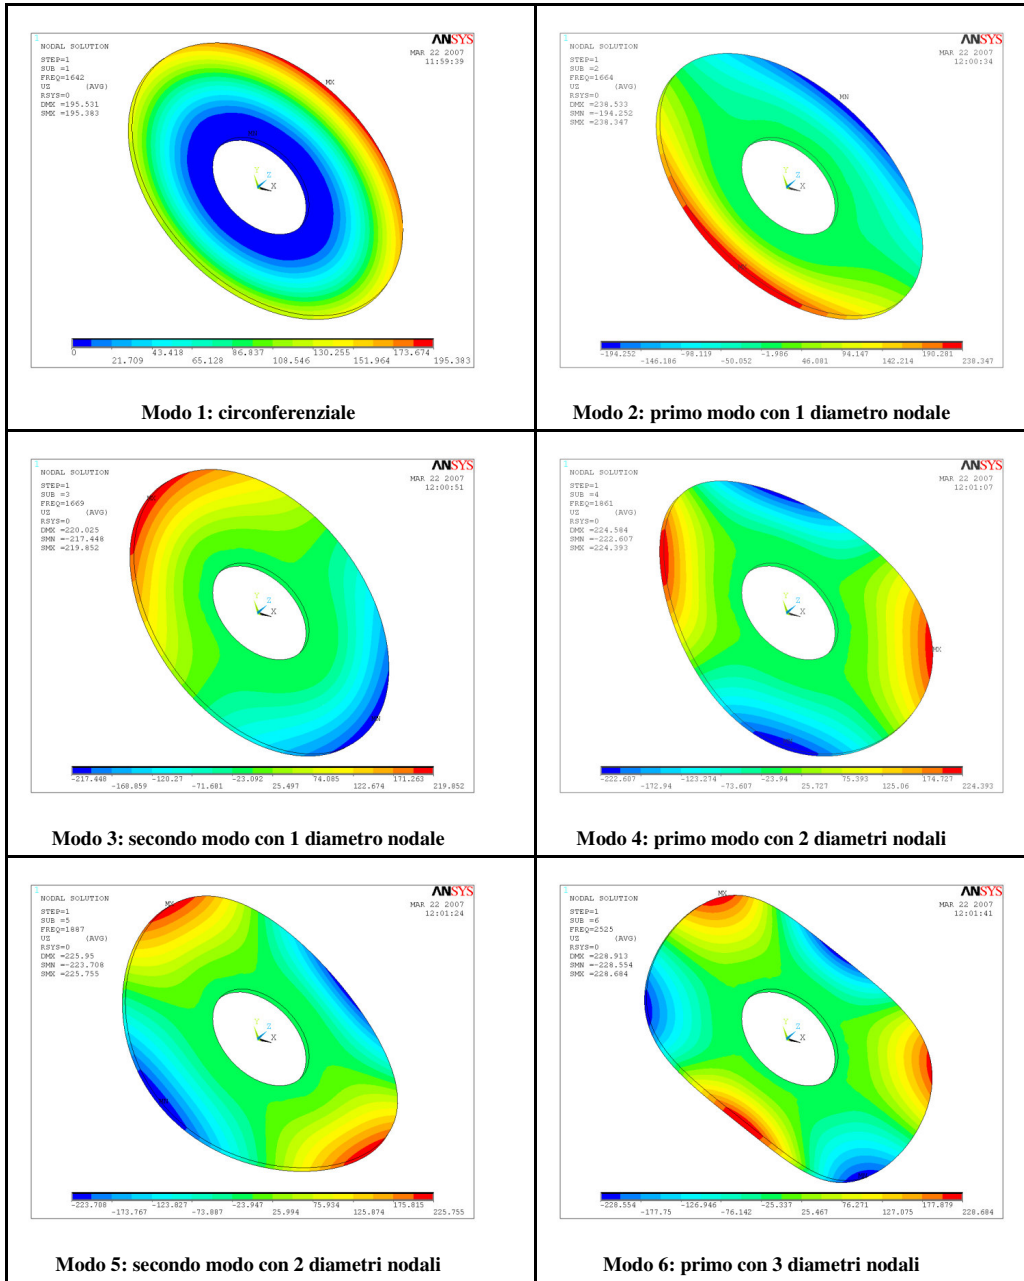 1
ANSYS
MAR 22 2007
11:59:39
NODAL SOLUTION
STEP=1
SUB =1
FREQ=1642
UZ (AVG)
RSYS=0
DMX =195.531
SMX =195.383
MX
MN
Y
Z
X
0 43.418 86.837 130.255 173.674
21.709 65.128 108.546 151.964 195.383
Modo 1: circonferenziale
1
ANSYS
MAR 22 2007
12:00:34
NODAL SOLUTION
STEP=1
SUB =2
FREQ=1664
UZ (AVG)
RSYS=0
DMX =238.533
SMN =-194.252
SMX =238.347
MN
Y
Z
X
-194.252 -98.119 -1.986 94.147 190.281
-146.186 -50.052 46.081 142.214 238.347
Modo 2: primo modo con 1 diametro nodale
1
ANSYS
MAR 22 2007
12:00:51
NODAL SOLUTION
STEP=1
SUB =3
FREQ=1669
UZ (AVG)
RSYS=0
DMX =220.025
SMN =-217.448
SMX =219.852
MX
Y
Z
X
MN
-217.448 -120.27 -23.092 74.085 171.263
-168.859 -71.681 25.497 122.674 219.852
Modo 3: secondo modo con 1 diametro nodale
1
ANSYS
MAR 22 2007
12:01:07
NODAL SOLUTION
STEP=1
SUB =4
FREQ=1861
UZ (AVG)
RSYS=0
DMX =224.584
SMN =-222.607
SMX =224.393
Y
Z
X
MX
-222.607 -123.274 -23.94 75.393 174.727
-172.94 -73.607 25.727 125.06 224.393
Modo 4: primo modo con 2 diametri nodali
1
ANSYS
MAR 22 2007
12:01:24
NODAL SOLUTION
STEP=1
SUB =5
FREQ=1887
UZ (AVG)
RSYS=0
DMX =225.95
SMN =-223.708
SMX =225.755
MX
Y
Z
X
-223.708 -123.827 -23.947 75.934 175.815
-173.767 -73.887 25.994 125.874 225.755
Modo 5: secondo modo con 2 diametri nodali
1
ANSYS
MAR 22 2007
12:01:41
NODAL SOLUTION
STEP=1
SUB =6
FREQ=2525
UZ (AVG)
RSYS=0
DMX =228.913
SMN =-228.554
SMX =228.684
MX
Y
Z
X
-228.554 -126.946 -25.337 76.271 177.879
-177.75 -76.142 25.467 127.075 228.684
Modo 6: primo con 3 diametri nodali